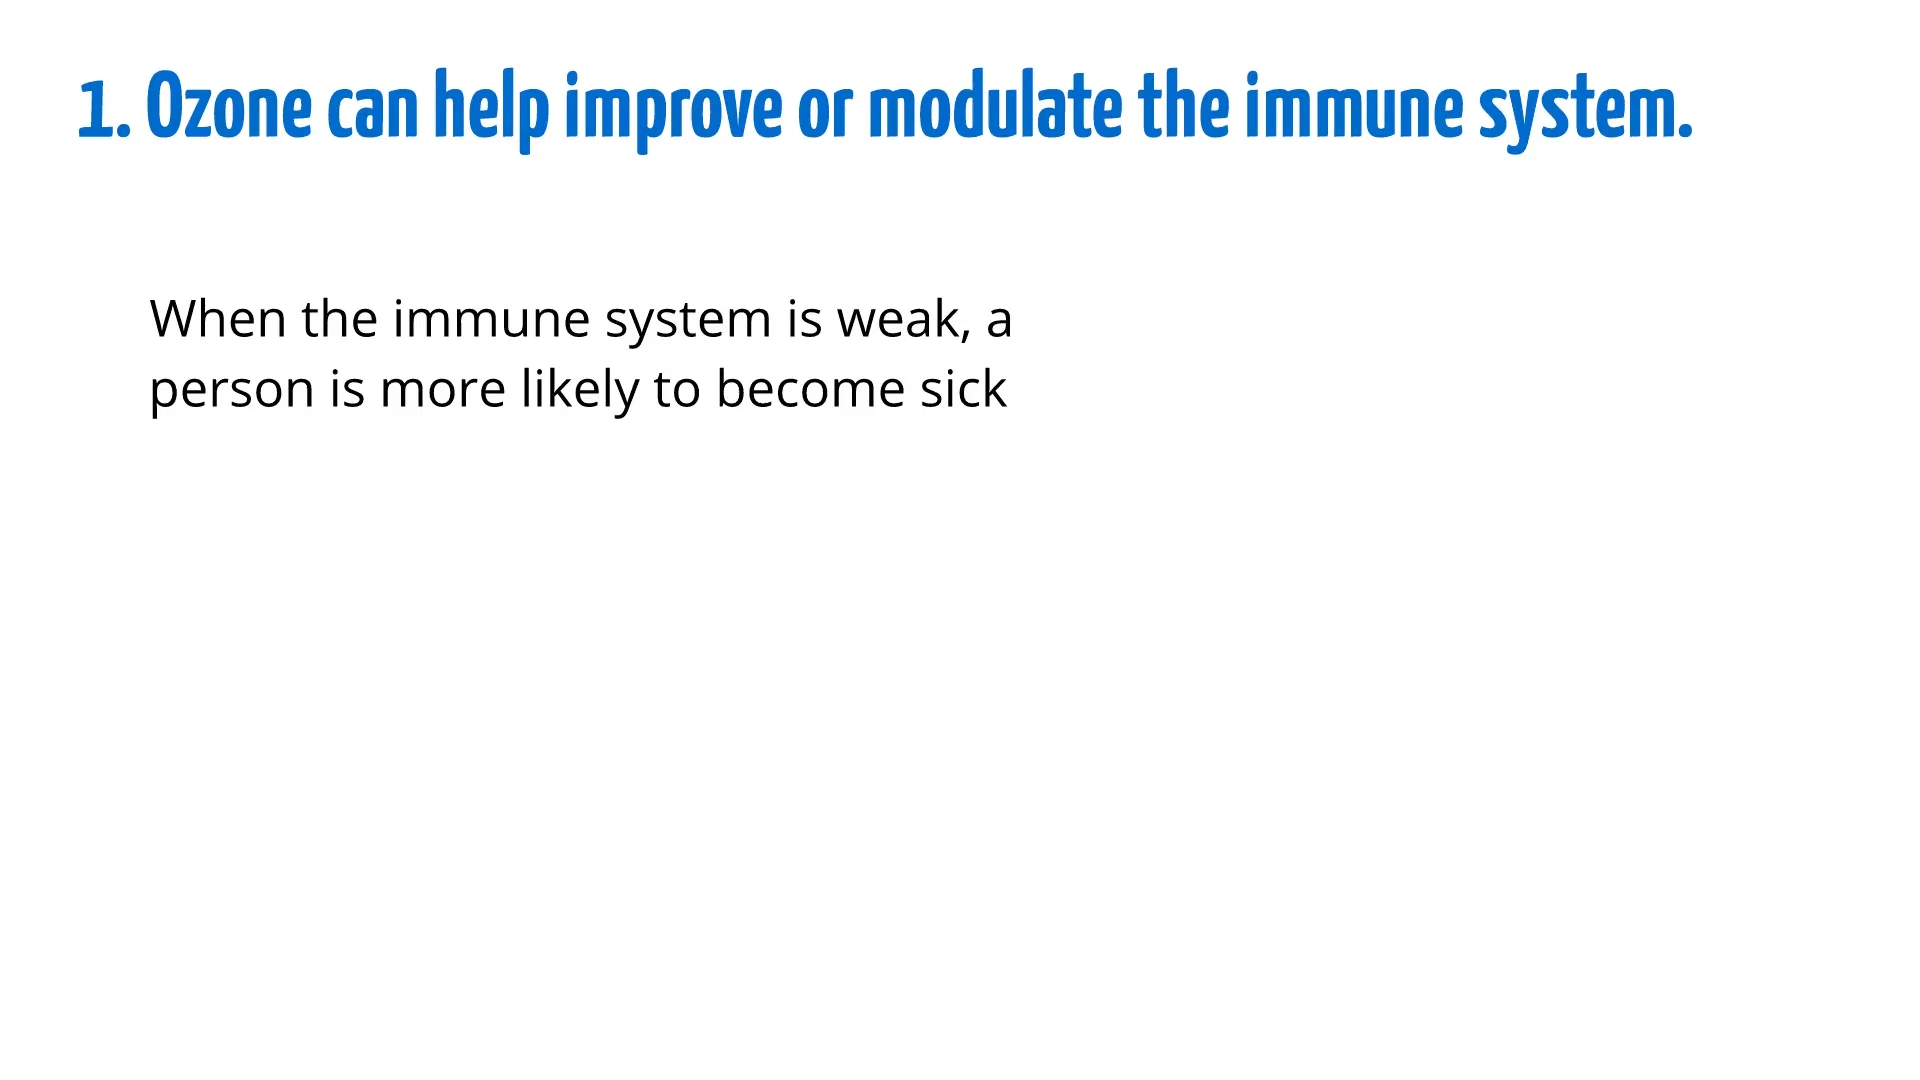 1. Ozone can help improve or modulate the immune system.
When the immune system is weak, a
person is more likely to become sick